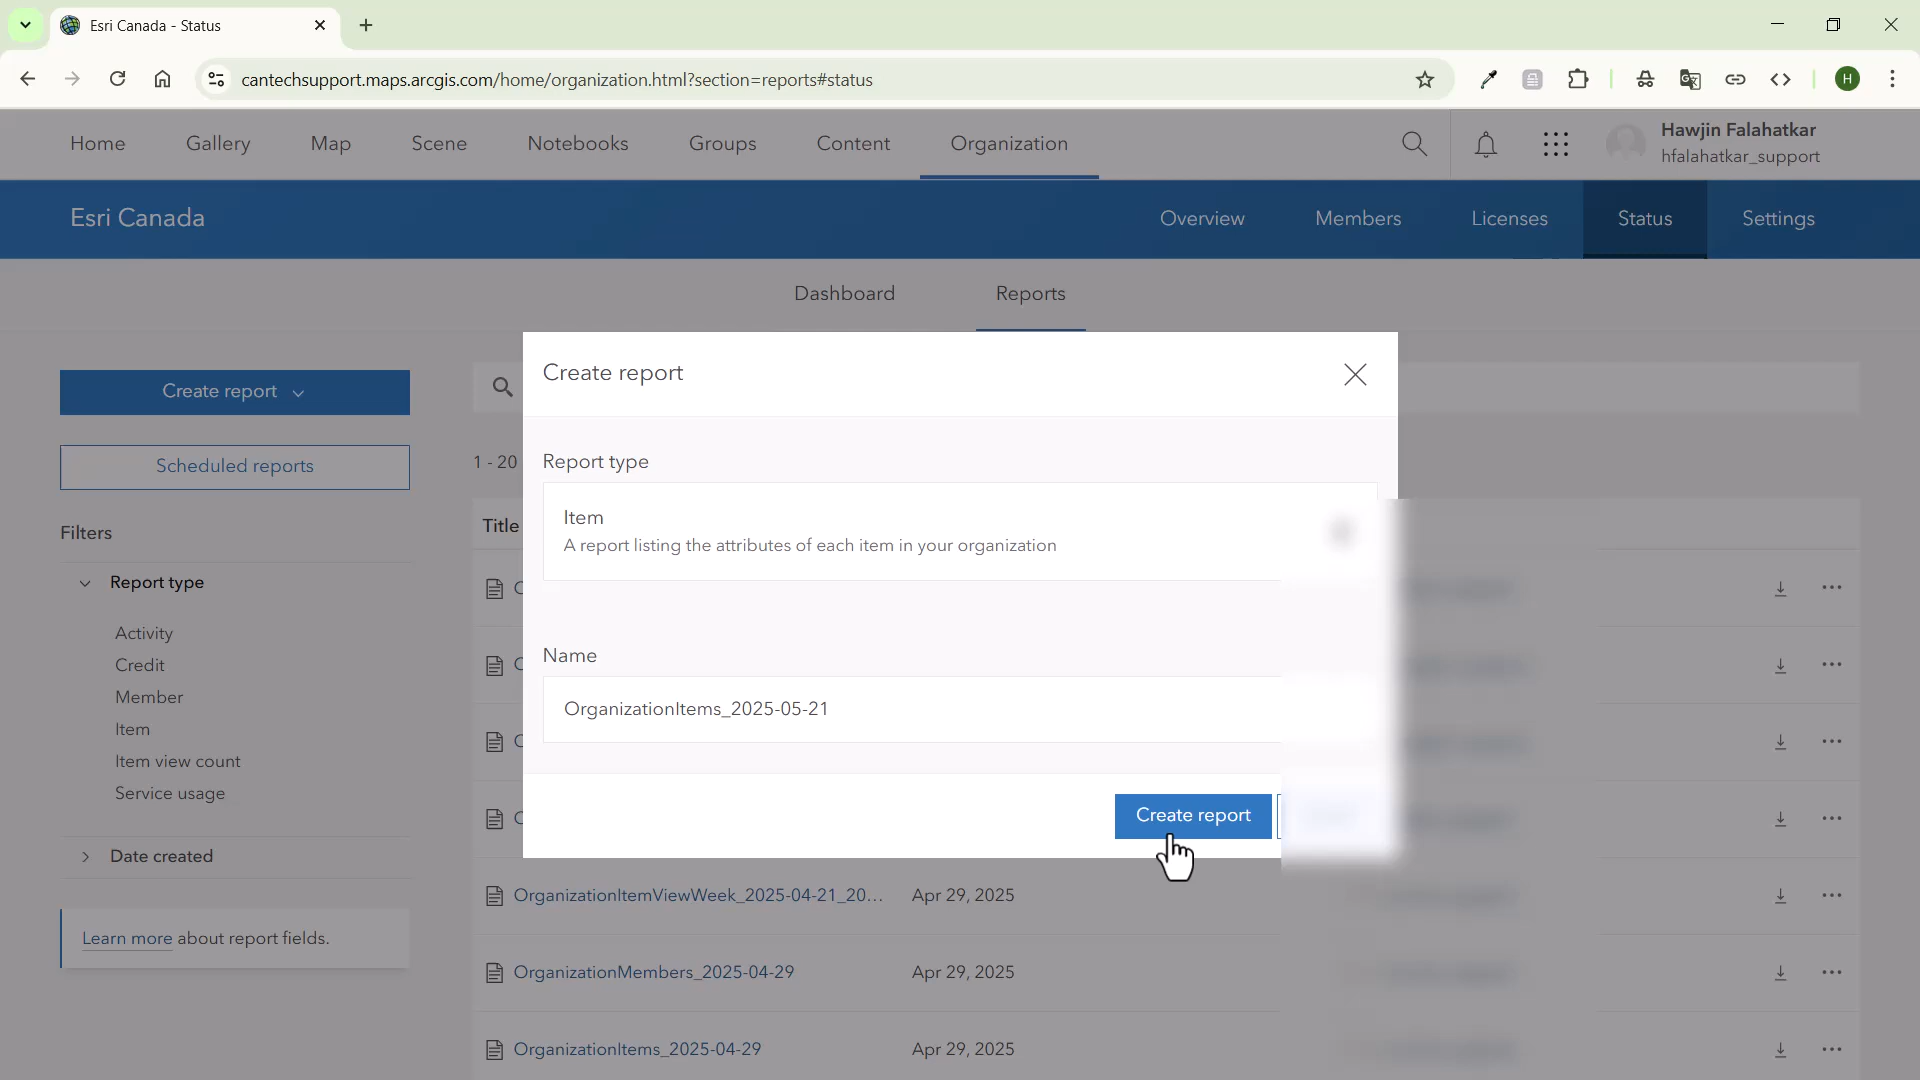 Esri Canada - Status
cantechsupport.maps.arcgis.com/home/organization.html?section=reports#status
H
Home
Gallery
Map
Scene
Notebooks
Groups
Content
Organization
Hawjin Falahatkar
hfalahatkar_support
Esri Canada
Overview
Members
Licenses
Status
Settings
Dashboard
Reports
Create report
Scheduled reports
Filters
Report type
Activity
Credit
Member
Item
Item view count
Service usage
Date created
Learn more about report fields.
1 - 20
Title
Create report
Report type
Item
A report listing the attributes of each item in your organization
Name
OrganizationItems_2025-05-21
Create report
OrganizationItemViewWeek_2025-04-21_20... Apr 29, 2025
OrganizationMembers_2025-04-29 Apr 29, 2025
OrganizationItems_2025-04-29 Apr 29, 2025